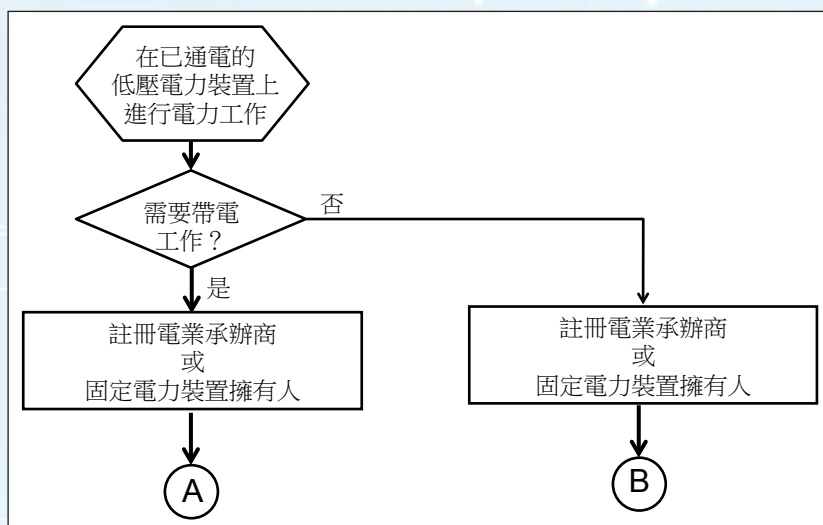 在已通電的
低壓電力裝置上
進行電力工作
需要帶電
工作？
否
是
註冊電業承辦商
或
固定電力裝置擁有人
註冊電業承辦商
或
固定電力裝置擁有人
A
B